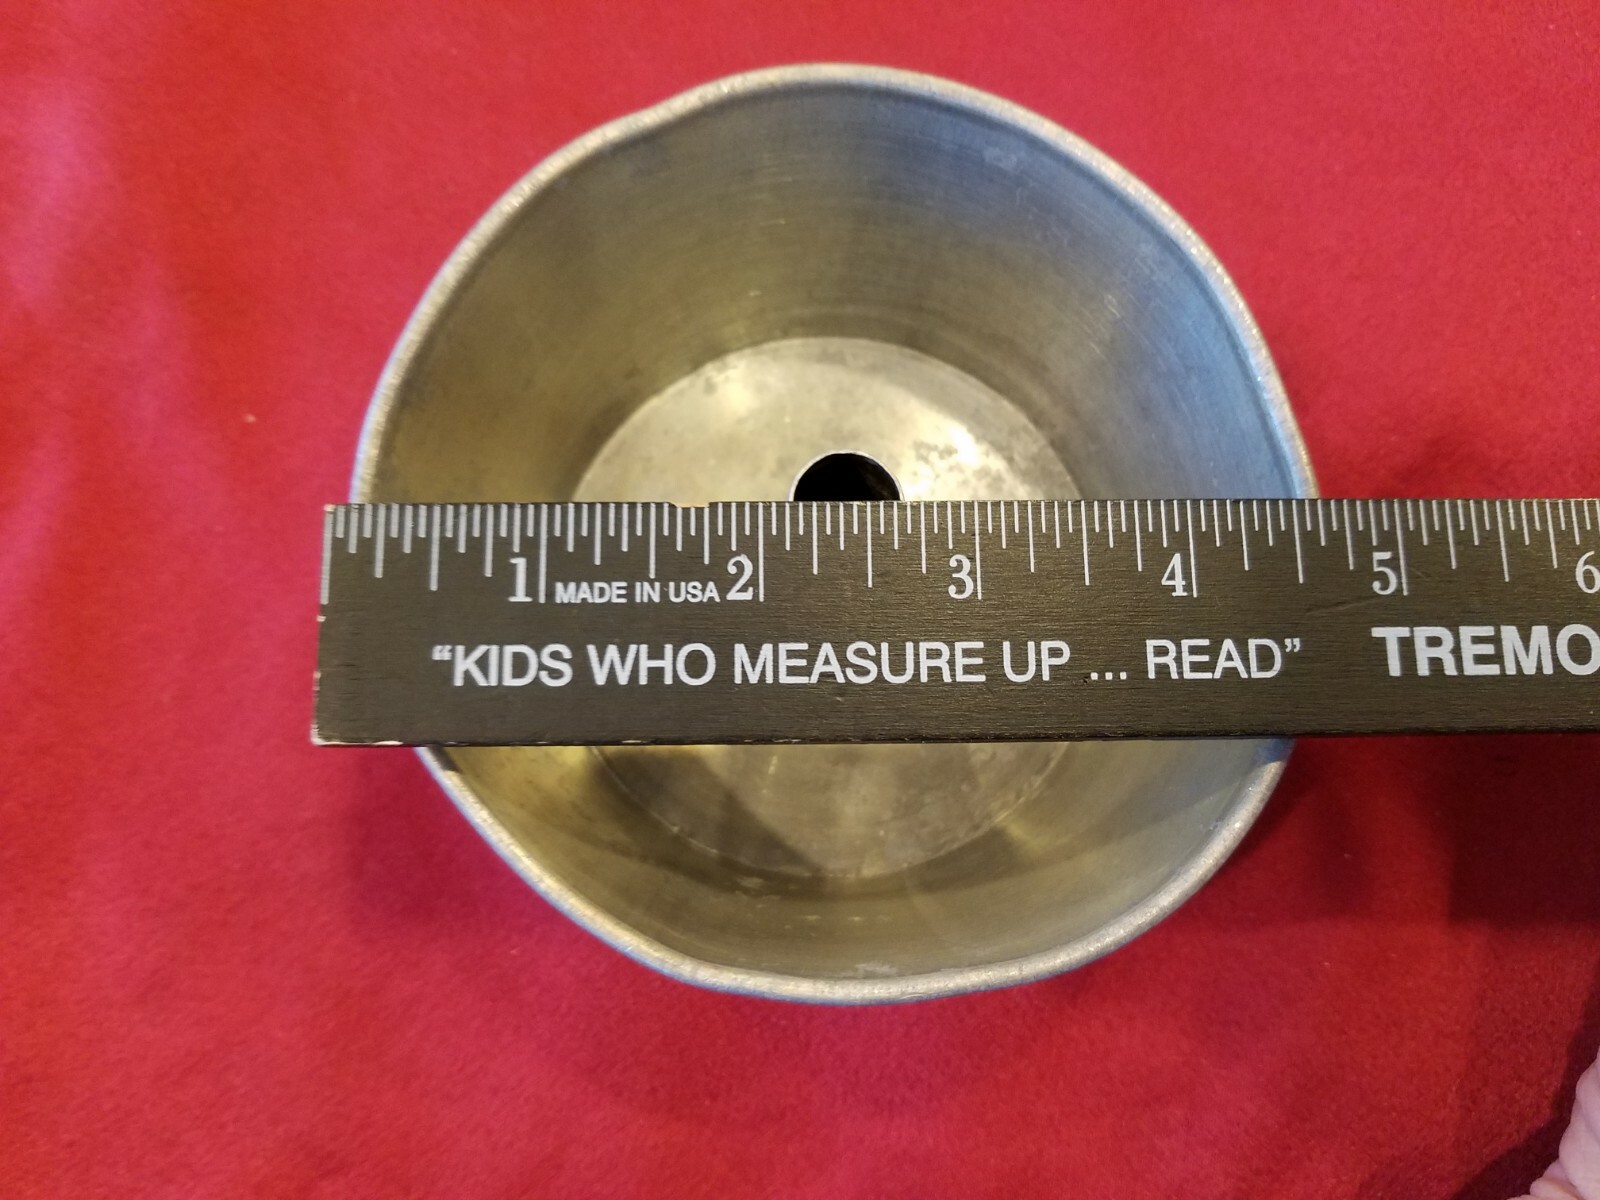 1 MADE IN USA 2 3 4 5 6
“KIDS WHO MEASURE UP ... READ” TREMO